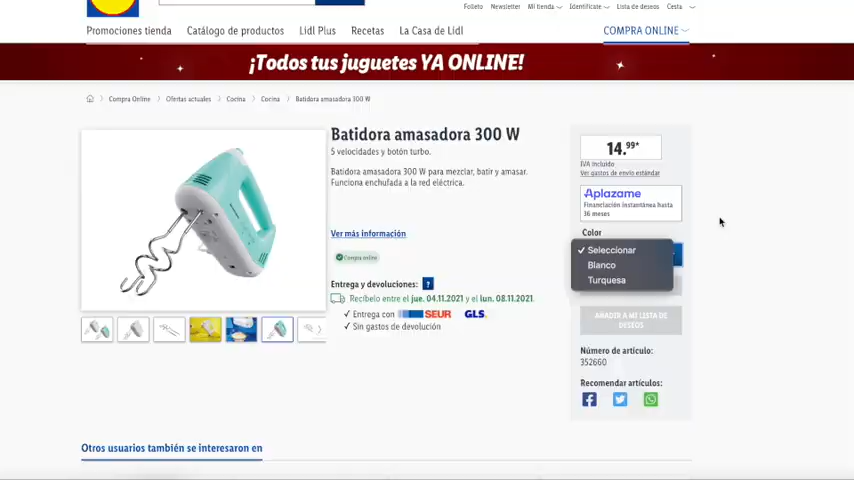 Folleto Newsletter Mi tienda Identifícate Lista de deseos Cesta
Promociones tienda Catálogo de productos Lidl Plus Recetas La Casa de Lidl COMPRA ONLINE
¡Todos tus juguetes YA ONLINE!
Compra Online Ofertas actuales Cocina Cocina Batidora amasadora 300 W
Batidora amasadora 300 W
5 velocidades y botón turbo.
Batidora amasadora 300 W para mezclar, batir y amasar.
Funciona enchufada a la red eléctrica.
Ver más información
Compra online
Entrega y devoluciones: ?
Recíbelo entre el jue. 04.11.2021 y el lun. 08.11.2021
Entrega con SEUR GLS.
Sin gastos de devolución
14.99*
IVA incluido
Ver gastos de envío estándar
Aplazame
Financiación instantánea hasta
36 meses
Color
Seleccionar
Blanco
Turquesa
AÑADIR A MI LISTA DE
DESEOS
Número de artículo:
352660
Recomendar artículos:
Otros usuarios también se interesaron en